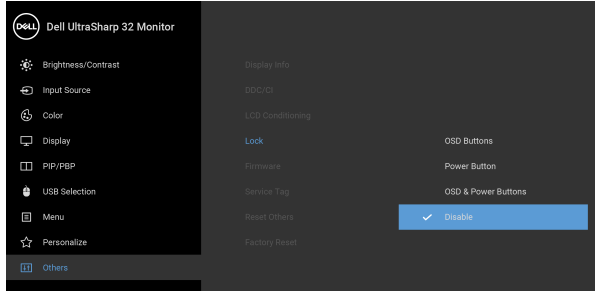 DELL Dell UltraSharp 32 Monitor
Brightness/Contrast
Input Source
Color
Display
PIP/PBP
USB Selection
Menu
Personalize
Others
Display Info
DDC/CI
LCD Conditioning
Lock
Firmware
Service Tag
Reset Others
Factory Reset
OSD Buttons
Power Button
OSD & Power Buttons
Disable